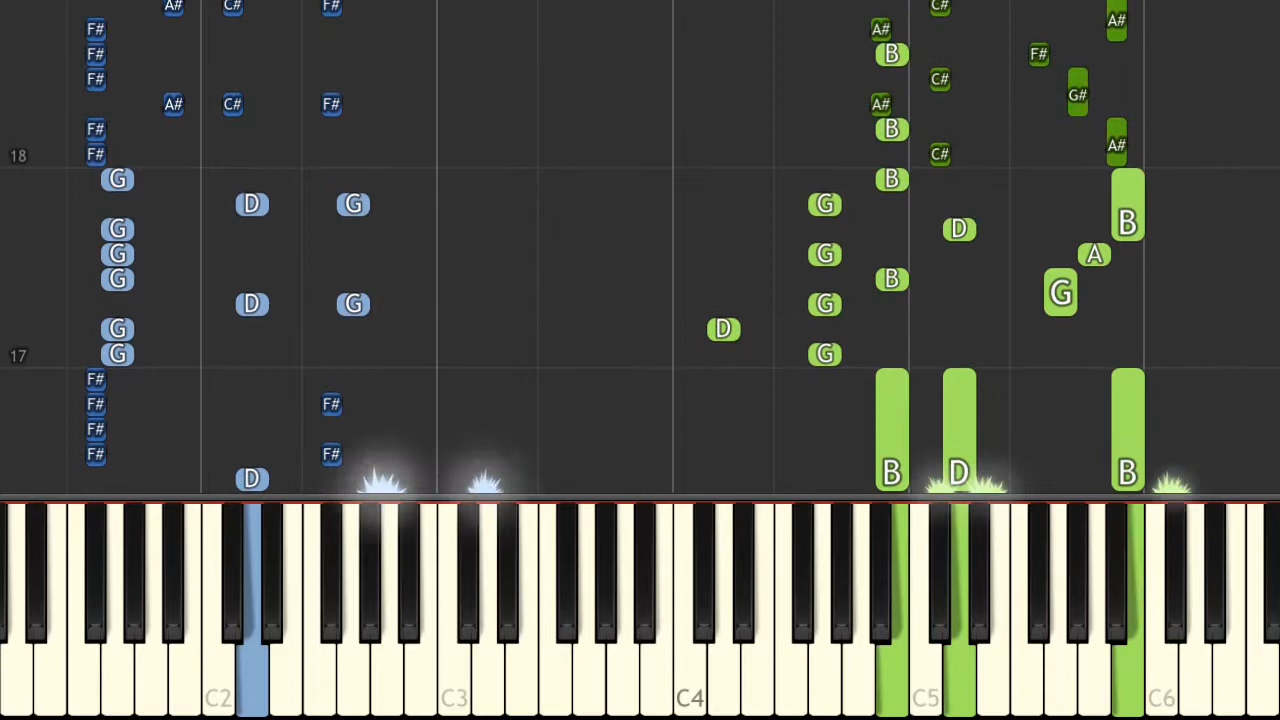 A# C# F# C# A#
F# A#
F# B F#
F# C# G#
A# C# F# A#
F# B A#
18 F# C#
G B
D G G B
G D
G G A
G B G
D G G
G D
17 G G
F#
F# F#
F#
F# F#
D B D B
C2 C3 C4 C5 C6